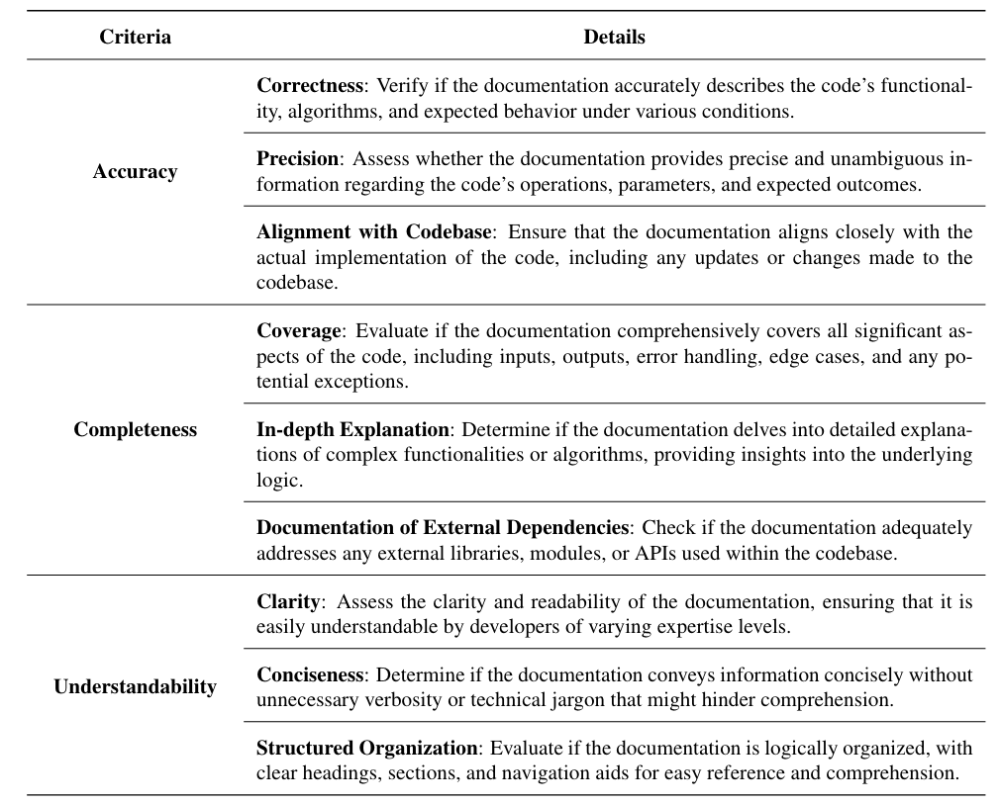 Criteria Details
Correctness: Verify if the documentation accurately describes the code's functional-
ity, algorithms, and expected behavior under various conditions.
Accuracy
Precision: Assess whether the documentation provides precise and unambiguous in-
formation regarding the code's operations, parameters, and expected outcomes.
Alignment with Codebase: Ensure that the documentation aligns closely with the
actual implementation of the code, including any updates or changes made to the
codebase.
Coverage: Evaluate if the documentation comprehensively covers all significant as-
pects of the code, including inputs, outputs, error handling, edge cases, and any po-
tential exceptions.
Completeness
In-depth Explanation: Determine if the documentation delves into detailed explana-
tions of complex functionalities or algorithms, providing insights into the underlying
logic.
Documentation of External Dependencies: Check if the documentation adequately
addresses any external libraries, modules, or APIs used within the codebase.
Clarity: Assess the clarity and readability of the documentation, ensuring that it is
easily understandable by developers of varying expertise levels.
Understandability
Conciseness: Determine if the documentation conveys information concisely without
unnecessary verbosity or technical jargon that might hinder comprehension.
Structured Organization: Evaluate if the documentation is logically organized, with
clear headings, sections, and navigation aids for easy reference and comprehension.